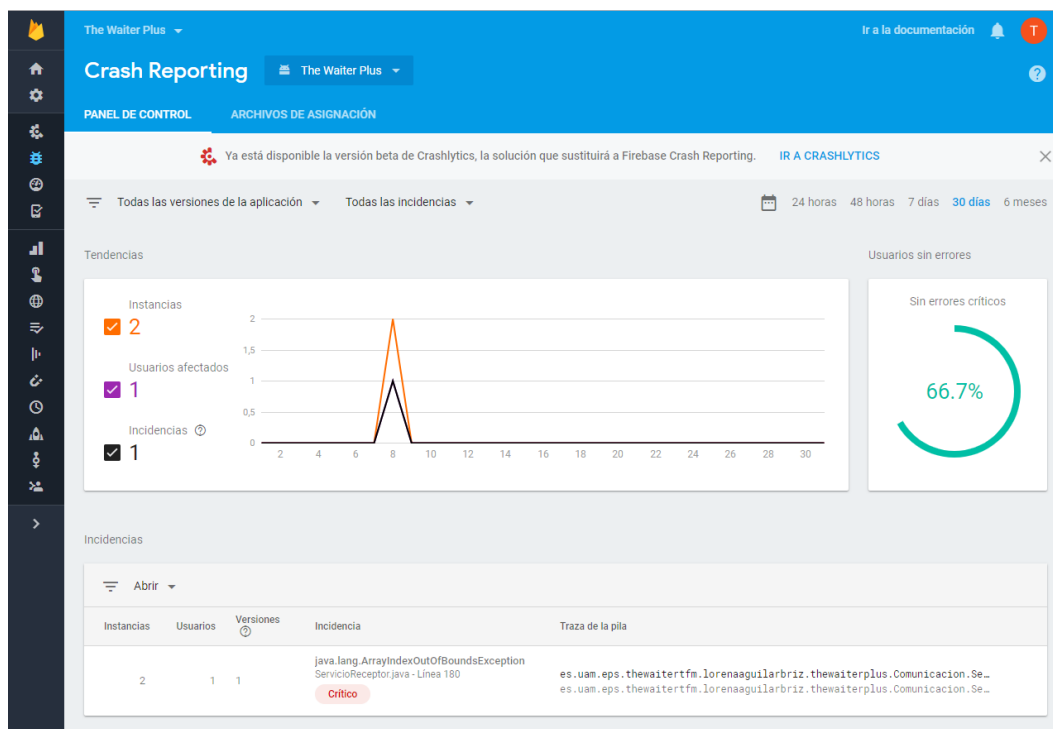 The Waiter Plus
Ir a la documentación
T
Crash Reporting
The Waiter Plus
PANEL DE CONTROL
ARCHIVOS DE ASIGNACIÓN
Ya está disponible la versión beta de Crashlytics, la solución que sustituirá a Firebase Crash Reporting. IR A CRASHLYTICS
Todas las versiones de la aplicación
Todas las incidencias
24 horas 48 horas 7 días 30 días 6 meses
Tendencias
Instancias
2
Usuarios afectados
1
Incidencias
1
2
1,5
1
0,5
0
2 4 6 8 10 12 14 16 18 20 22 24 26 28 30
Usuarios sin errores
Sin errores críticos
66.7%
Incidencias
Abrir
Instancias Usuarios Versiones Incidencia Traza de la pila
2 1 1
java.lang.ArrayIndexOutOfBoundsException
ServicioReceptor.java - Línea 180
Crítico
es.uam.eps.thewaitertfm.lorenaaguilarbriz.thewaiterplus.Comunicacion.Se…
es.uam.eps.thewaitertfm.lorenaaguilarbriz.thewaiterplus.Comunicacion.Se…